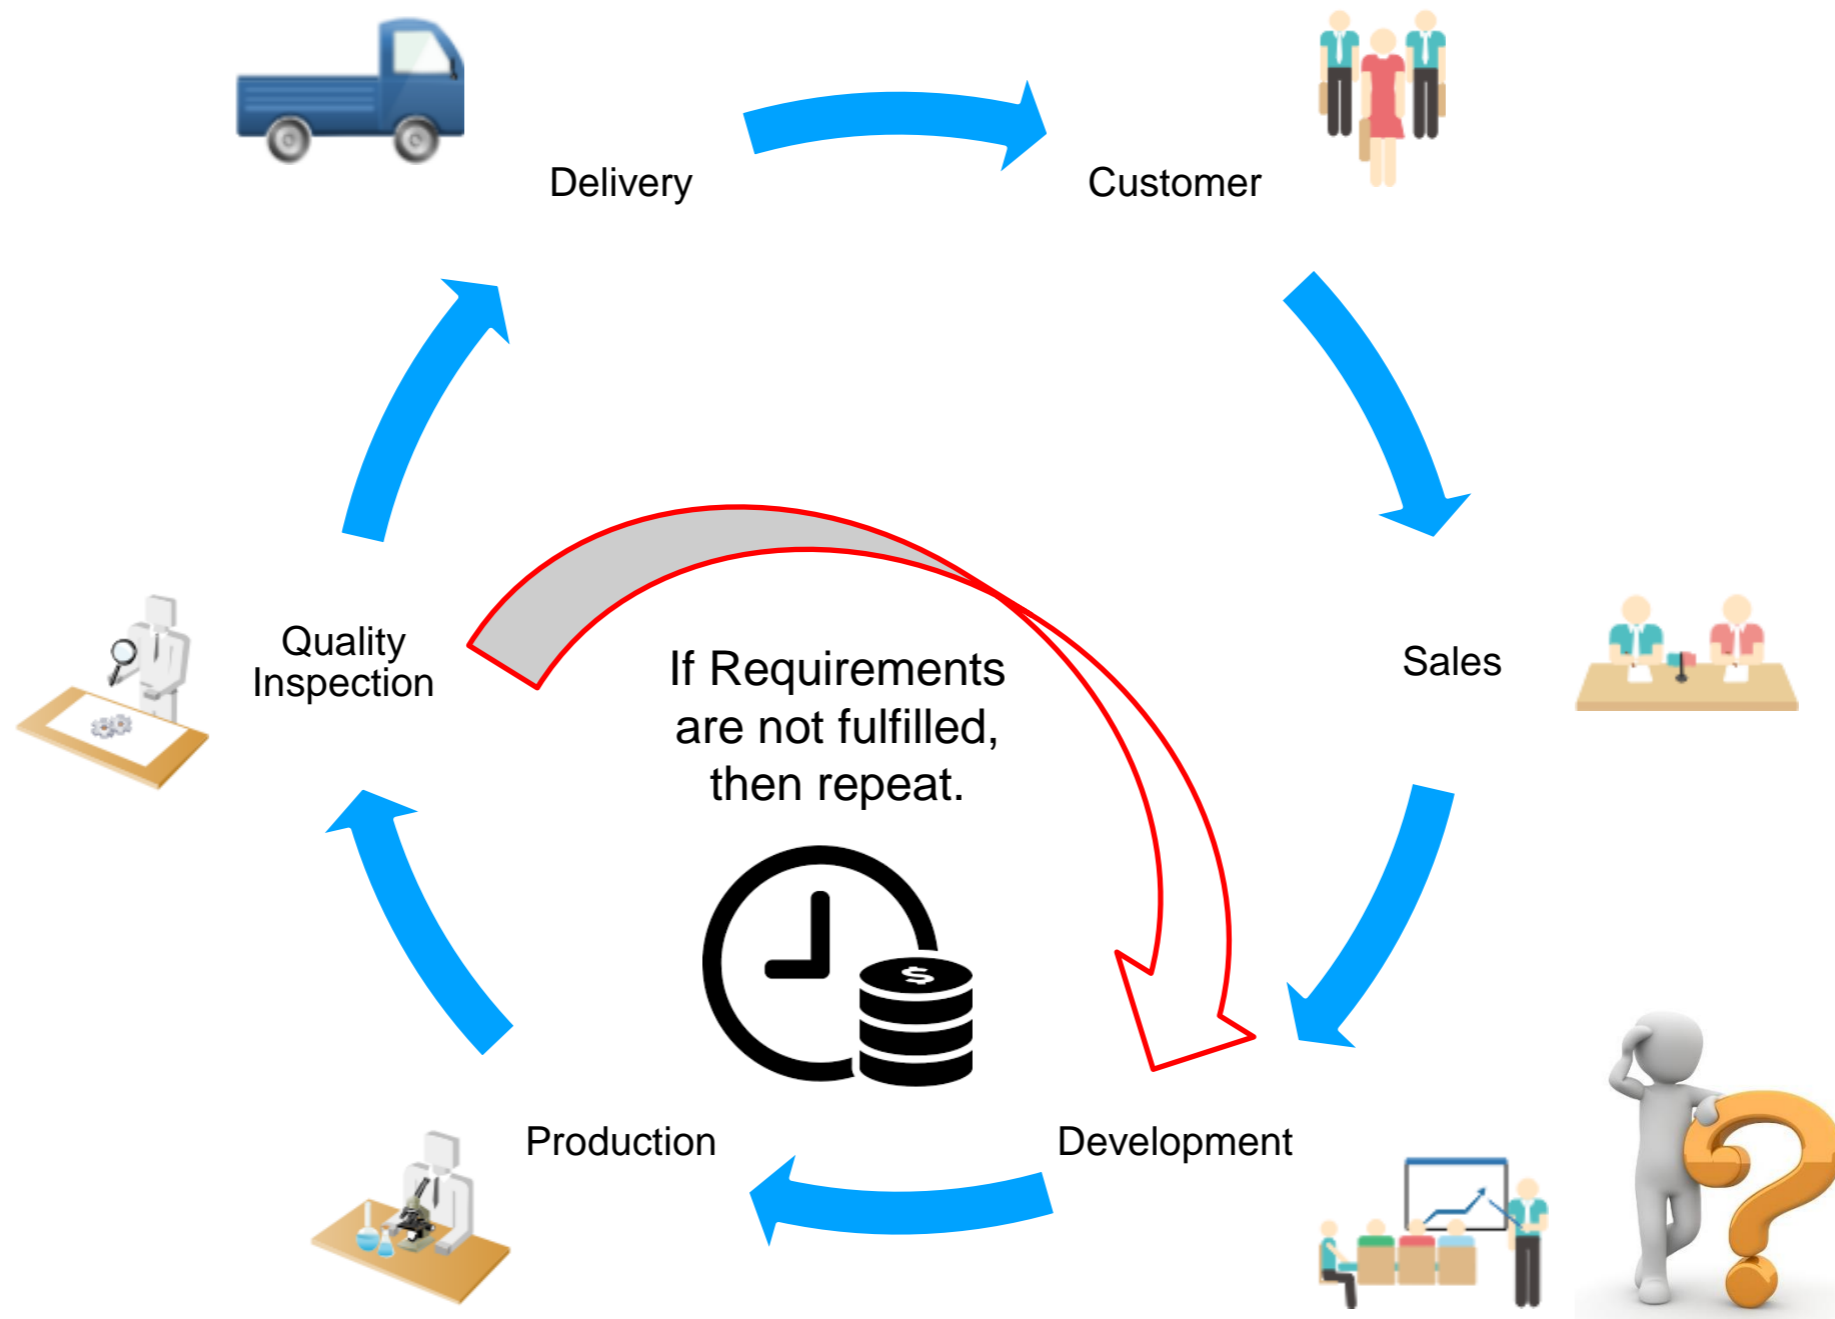 Delivery
Customer
Quality
Inspection
If Requirements
are not fulfilled,
then repeat.
Sales
$
Production
Development